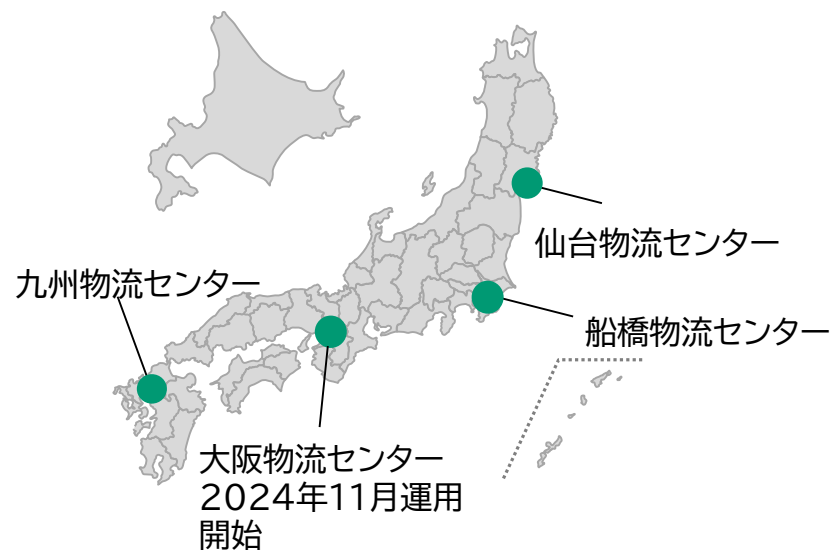 仙台物流センター
九州物流センター
船橋物流センター
大阪物流センター
2024年11月運用
開始